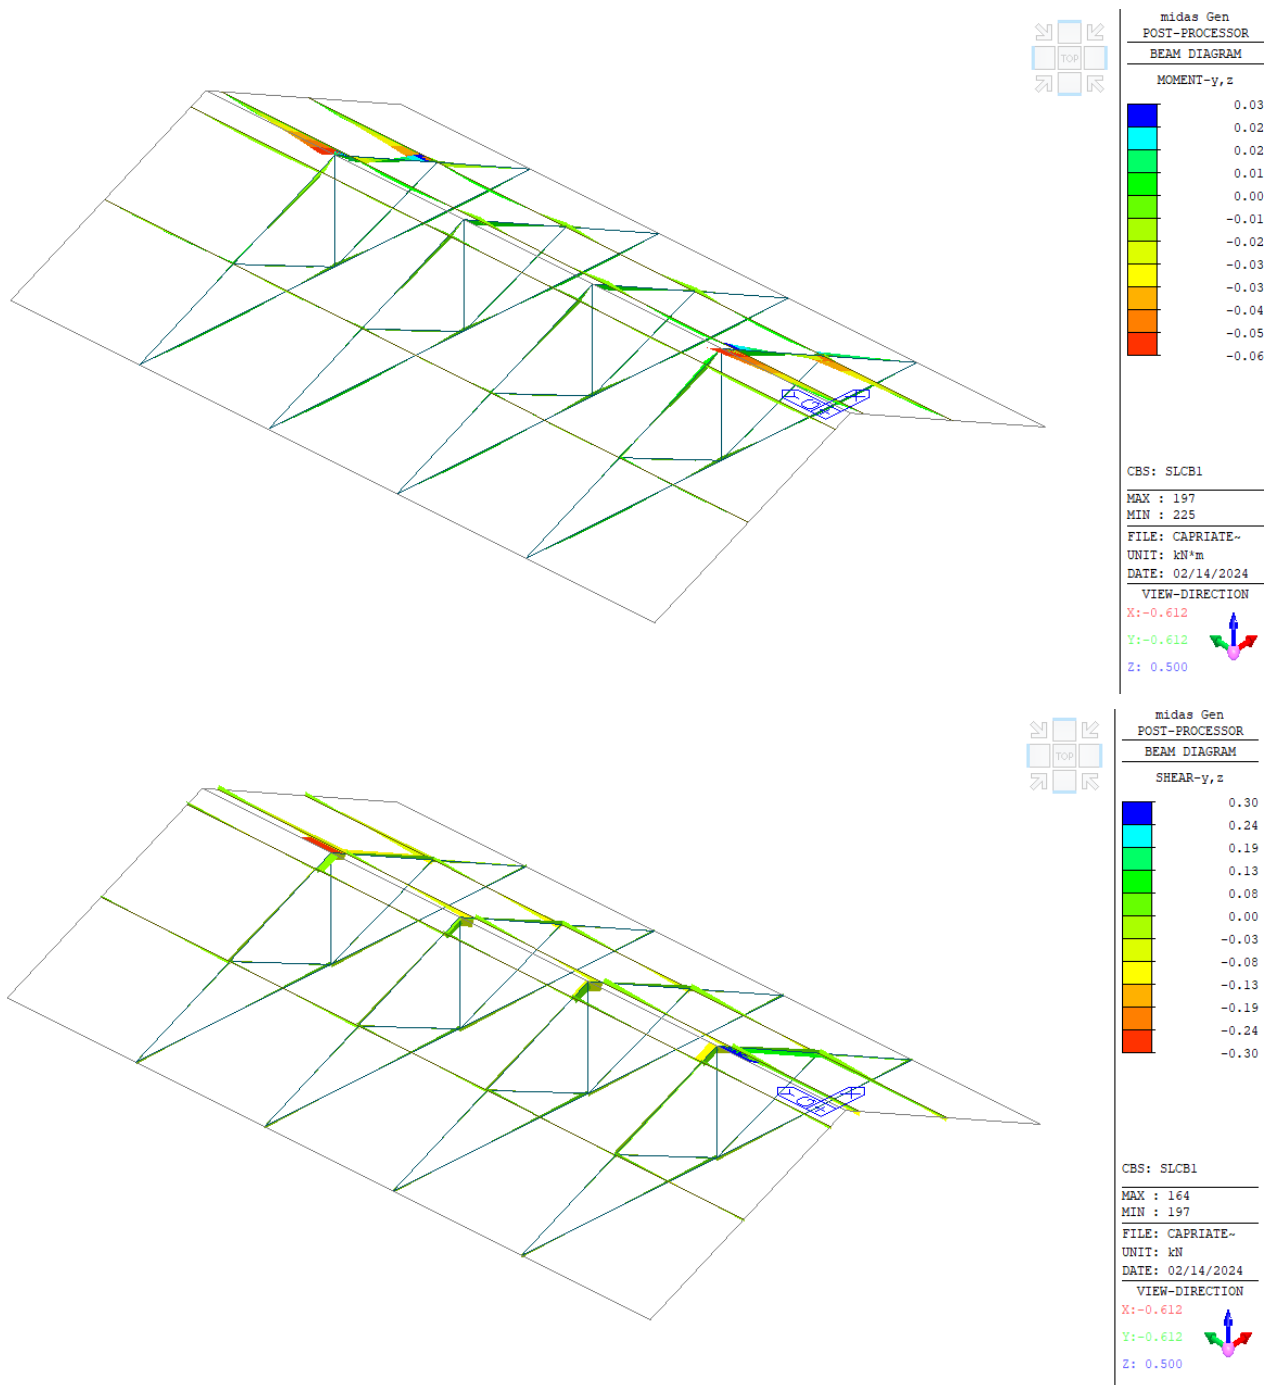 midas Gen
POST-PROCESSOR
BEAM DIAGRAM
MOMENT-y,z
0.03
0.02
0.02
0.01
0.00
-0.01
-0.02
-0.03
-0.03
-0.04
-0.05
-0.06
TOP
CBS: SLCB1
MAX : 197
MIN : 225
FILE: CAPRIATE~
UNIT: kN*m
DATE: 02/14/2024
VIEW-DIRECTION
X:-0.612
Y:-0.612
Z: 0.500
midas Gen
POST-PROCESSOR
BEAM DIAGRAM
SHEAR-y,z
0.30
0.24
0.19
0.13
0.08
0.00
-0.03
-0.08
-0.13
-0.19
-0.24
-0.30
TOP
CBS: SLCB1
MAX : 164
MIN : 197
FILE: CAPRIATE~
UNIT: kN
DATE: 02/14/2024
VIEW-DIRECTION
X:-0.612
Y:-0.612
Z: 0.500